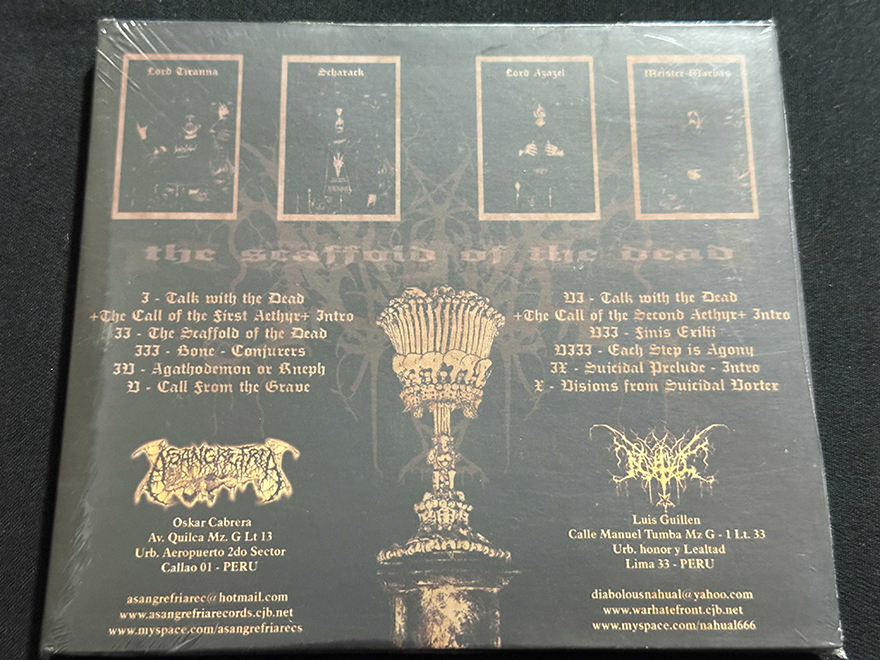 Lord Tiranna
Scharack
Lord Azazel
Meister Marbas
the scaffold of the dead
I - Talk with the Dead
+The Call of the First Aethyr+ Intro
II - The Scaffold of the Dead
III - Bone - Conjurers
IV - Agathodemon or Kneph
V - Call From the Grave
VI - Talk with the Dead
+The Call of the Second Aethyr+ Intro
VII - Finis Exilii
VIII - Each Step is Agony
IX - Suicidal Prelude - Intro
X - Visions from Suicidal Vortex
ASANGREFRIA
Oskar Cabrera
Av. Quilca Mz. G Lt 13
Urb. Aeropuerto 2do Sector
Callao 01 - PERU
asangrefriarec@hotmail.com
www.asangrefriarecords.cjb.net
www.myspace.com/asangrefriarecs
Luis Guillen
Calle Manuel Tumba Mz G - 1 Lt. 33
Urb. honor y Lealtad
Lima 33 - PERU
diabolousnahual@yahoo.com
www.warhatefront.cjb.net
www.myspace.com/nahual666